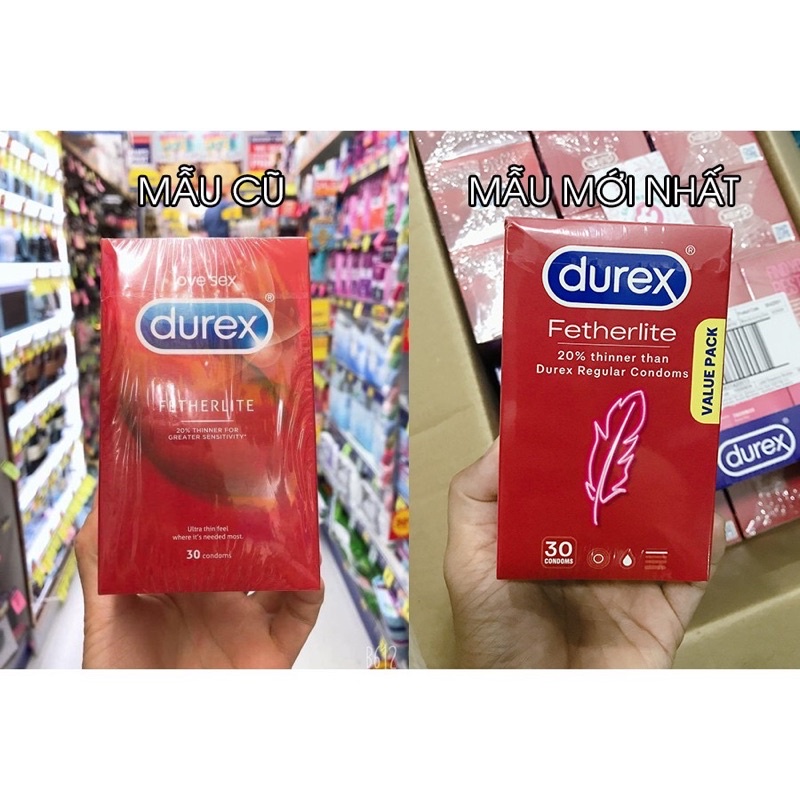 MẪU CŨ
love sex
durex®
FETHERLITE
20% THINNER FOR
GREATER SENSITIVITY*
Ultra thin feel
where it's needed most.
30 condoms
B612
MẪU MỚI NHẤT
durex®
Fetherlite
20% thinner than
Durex Regular Condoms
VALUE PACK
30
CONDOMS
durex